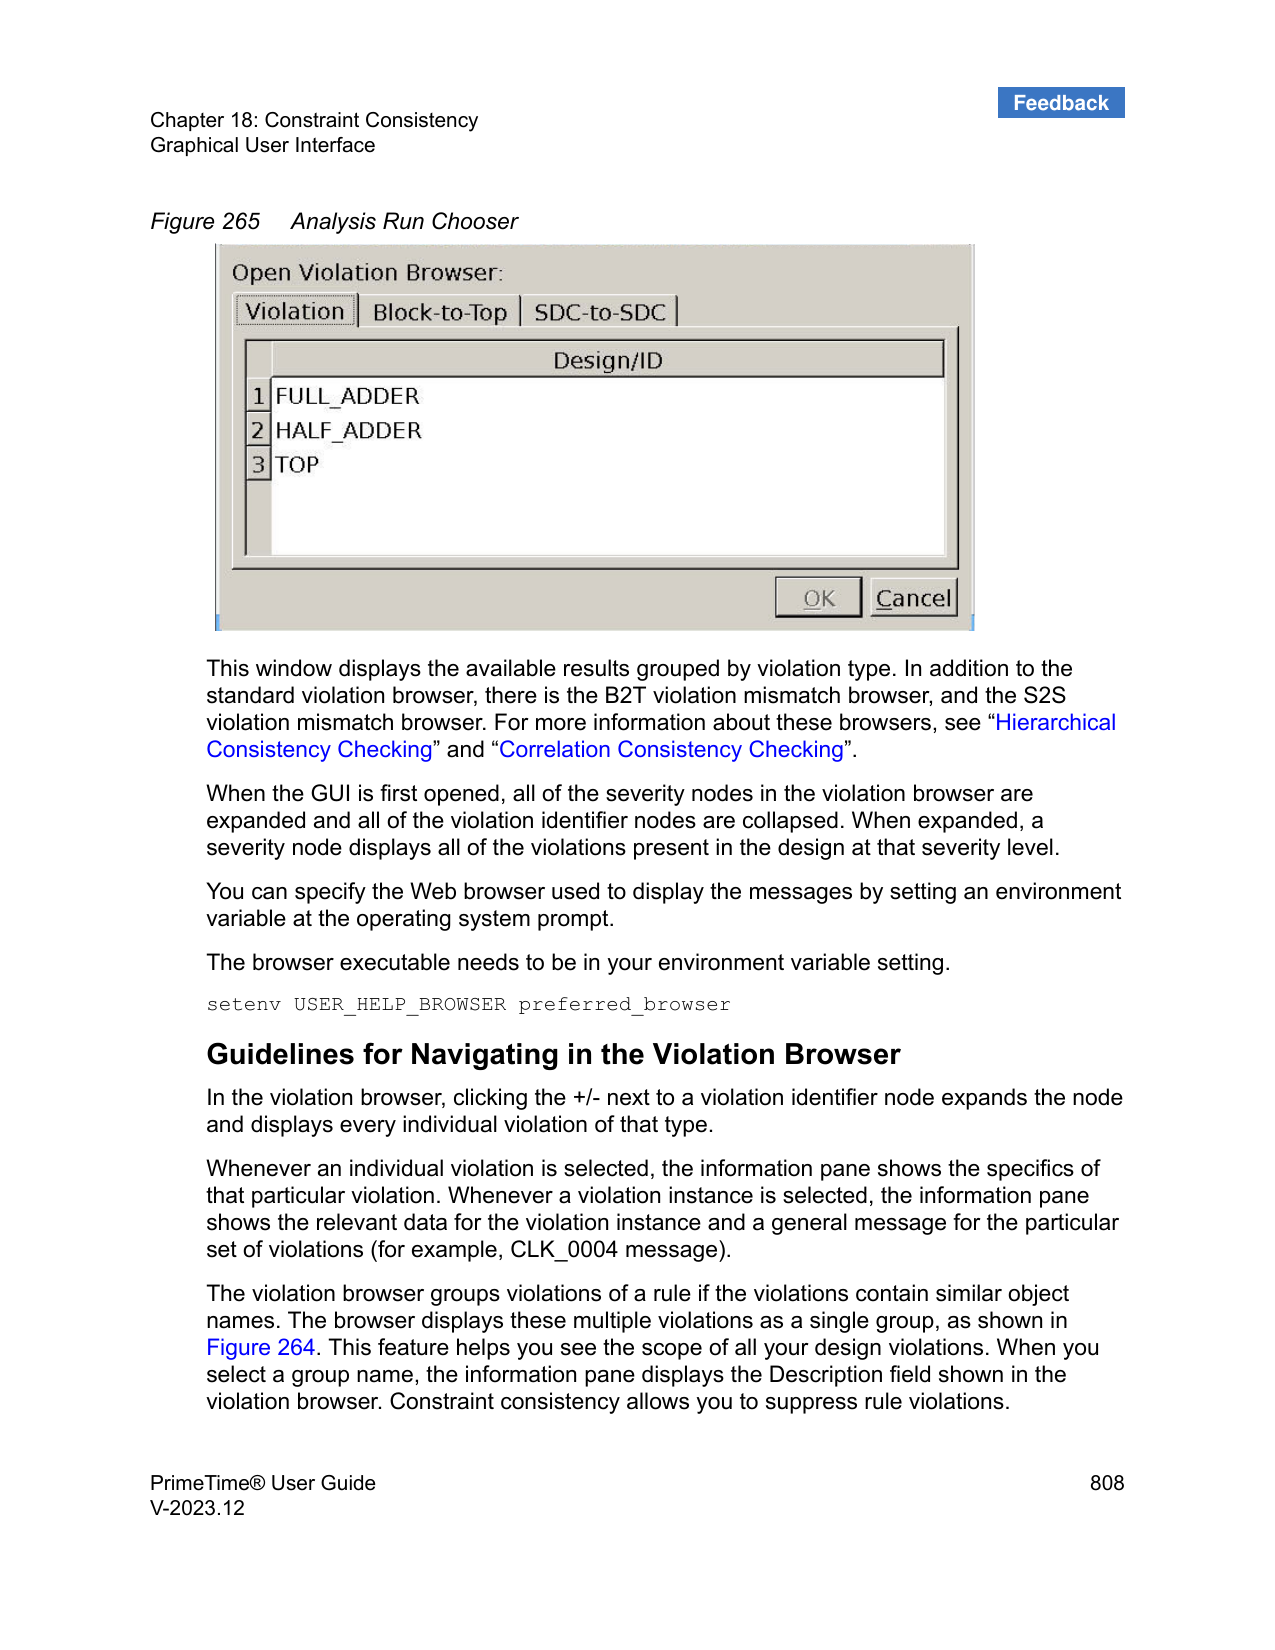 Feedback
Chapter 18: Constraint Consistency
Graphical User Interface
Figure 265 Analysis Run Chooser
Open Violation Browser:
Violation Block-to-Top SDC-to-SDC
Design/ID
1 FULL_ADDER
2 HALF_ADDER
3 TOP
OK Cancel
This window displays the available results grouped by violation type. In addition to the
standard violation browser, there is the B2T violation mismatch browser, and the S2S
violation mismatch browser. For more information about these browsers, see “Hierarchical
Consistency Checking” and “Correlation Consistency Checking”.
When the GUI is first opened, all of the severity nodes in the violation browser are
expanded and all of the violation identifier nodes are collapsed. When expanded, a
severity node displays all of the violations present in the design at that severity level.
You can specify the Web browser used to display the messages by setting an environment
variable at the operating system prompt.
The browser executable needs to be in your environment variable setting.
setenv USER_HELP_BROWSER preferred_browser
Guidelines for Navigating in the Violation Browser
In the violation browser, clicking the +/- next to a violation identifier node expands the node
and displays every individual violation of that type.
Whenever an individual violation is selected, the information pane shows the specifics of
that particular violation. Whenever a violation instance is selected, the information pane
shows the relevant data for the violation instance and a general message for the particular
set of violations (for example, CLK_0004 message).
The violation browser groups violations of a rule if the violations contain similar object
names. The browser displays these multiple violations as a single group, as shown in
Figure 264. This feature helps you see the scope of all your design violations. When you
select a group name, the information pane displays the Description field shown in the
violation browser. Constraint consistency allows you to suppress rule violations.
PrimeTime® User Guide 808
V-2023.12